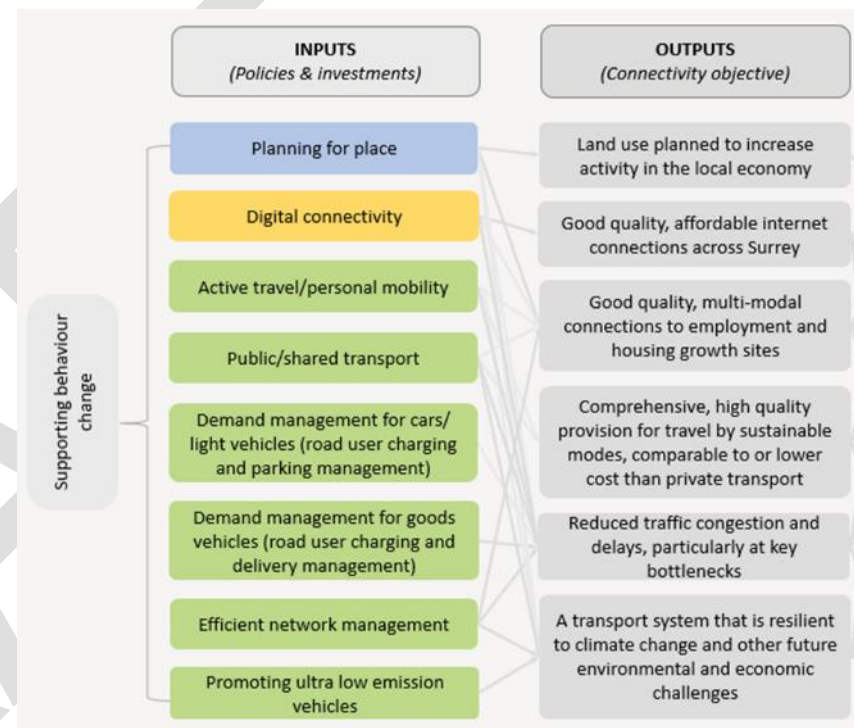 INPUTS
(Policies & investments)
OUTPUTS
(Connectivity objective)
Supporting behaviour
change
Planning for place
Digital connectivity
Active travel/personal mobility
Public/shared transport
Demand management for cars/
light vehicles (road user charging
and parking management)
Demand management for goods
vehicles (road user charging and
delivery management)
Efficient network management
Promoting ultra low emission
vehicles
Land use planned to increase
activity in the local economy
Good quality, affordable internet
connections across Surrey
Good quality, multi-modal
connections to employment and
housing growth sites
Comprehensive, high quality
provision for travel by sustainable
modes, comparable to or lower
cost than private transport
Reduced traffic congestion and
delays, particularly at key
bottlenecks
A transport system that is resilient
to climate change and other future
environmental and economic
challenges